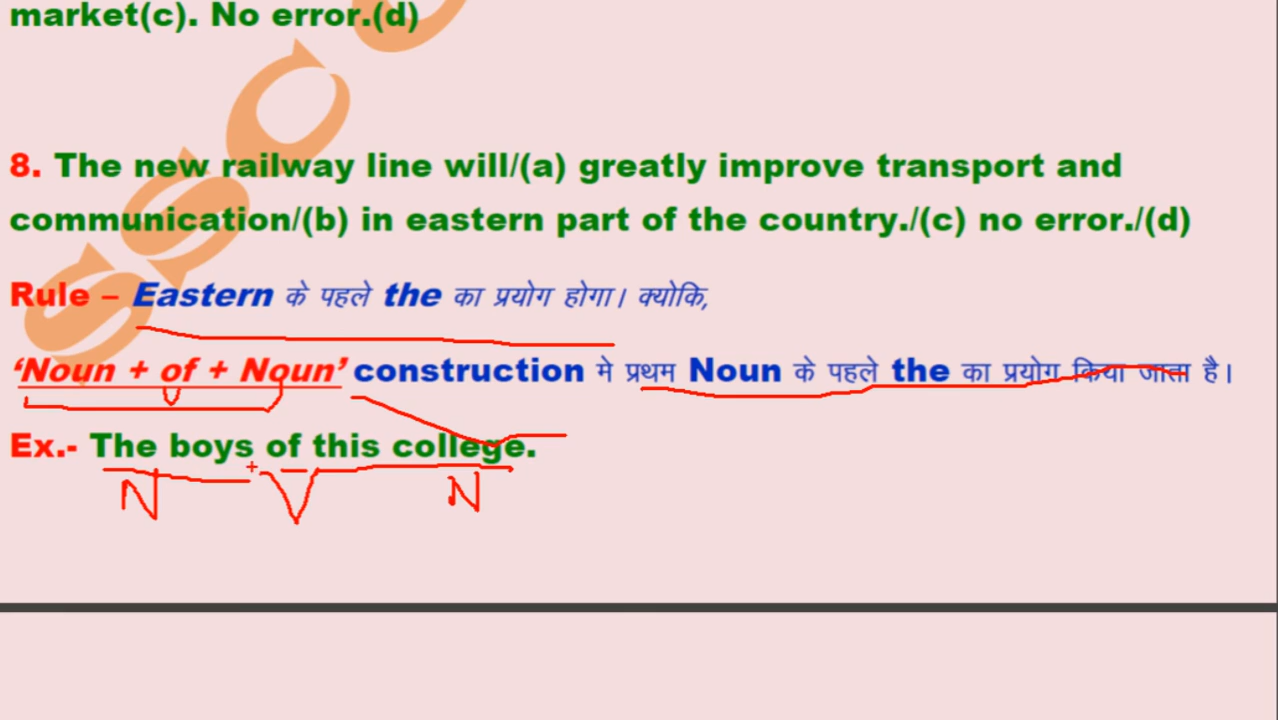 market(c). No error.(d)
8. The new railway line will/(a) greatly improve transport and
communication/(b) in eastern part of the country./(c) no error./(d)
Rule – Eastern के पहले the का प्रयोग होगा। क्योकि,
‘Noun + of + Noun’ construction मे प्रथम Noun के पहले the का प्रयोग किया जाता है।
Ex.- The boys of this college.
N + V N
SSC